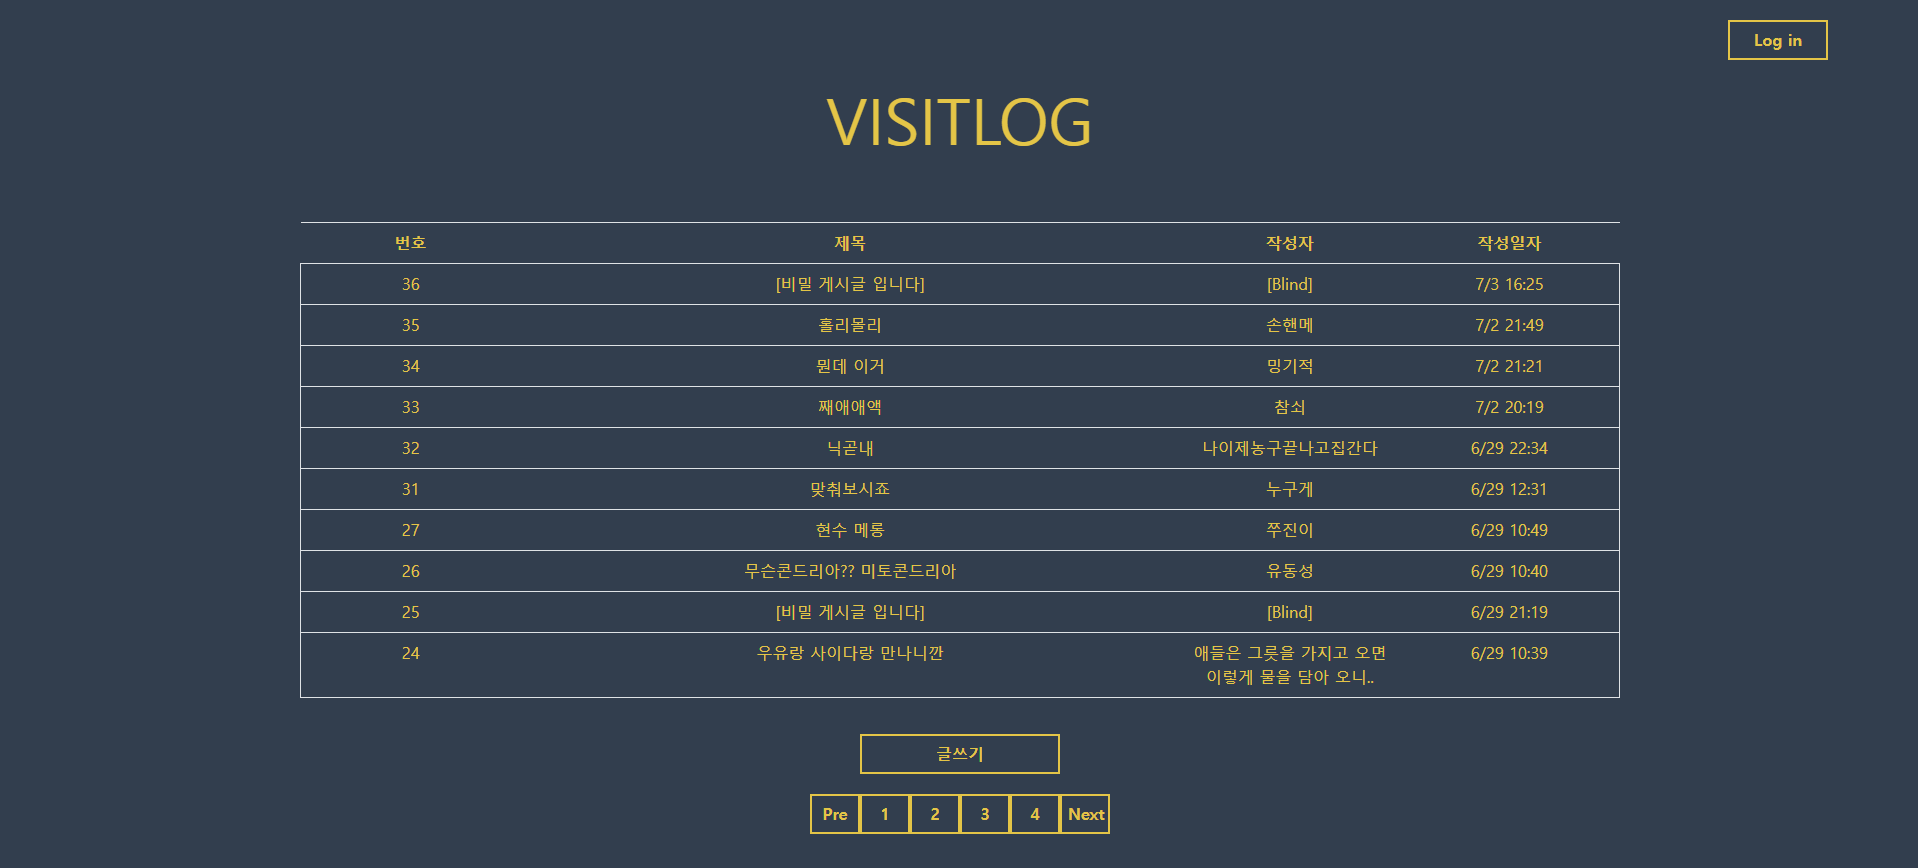 Log in
VISITLOG
번호 제목 작성자 작성일자
36 [비밀 게시글 입니다] [Blind] 7/3 16:25
35 홀리몰리 손핸메 7/2 21:49
34 뭔데 이거 밍기적 7/2 21:21
33 째애애액 참쇠 7/2 20:19
32 닉곧내 나이제농구끝나고집간다 6/29 22:34
31 맞춰보시죠 누구게 6/29 12:31
27 현수 메롱 쭈진이 6/29 10:49
26 무슨콘드리아?? 미토콘드리아 유동성 6/29 10:40
25 [비밀 게시글 입니다] [Blind] 6/29 21:19
24 우유랑 사이다랑 만나니깐 애들은 그릇을 가지고 오면 6/29 10:39
이렇게 물을 담아 오니..
글쓰기
Pre 1 2 3 4 Next